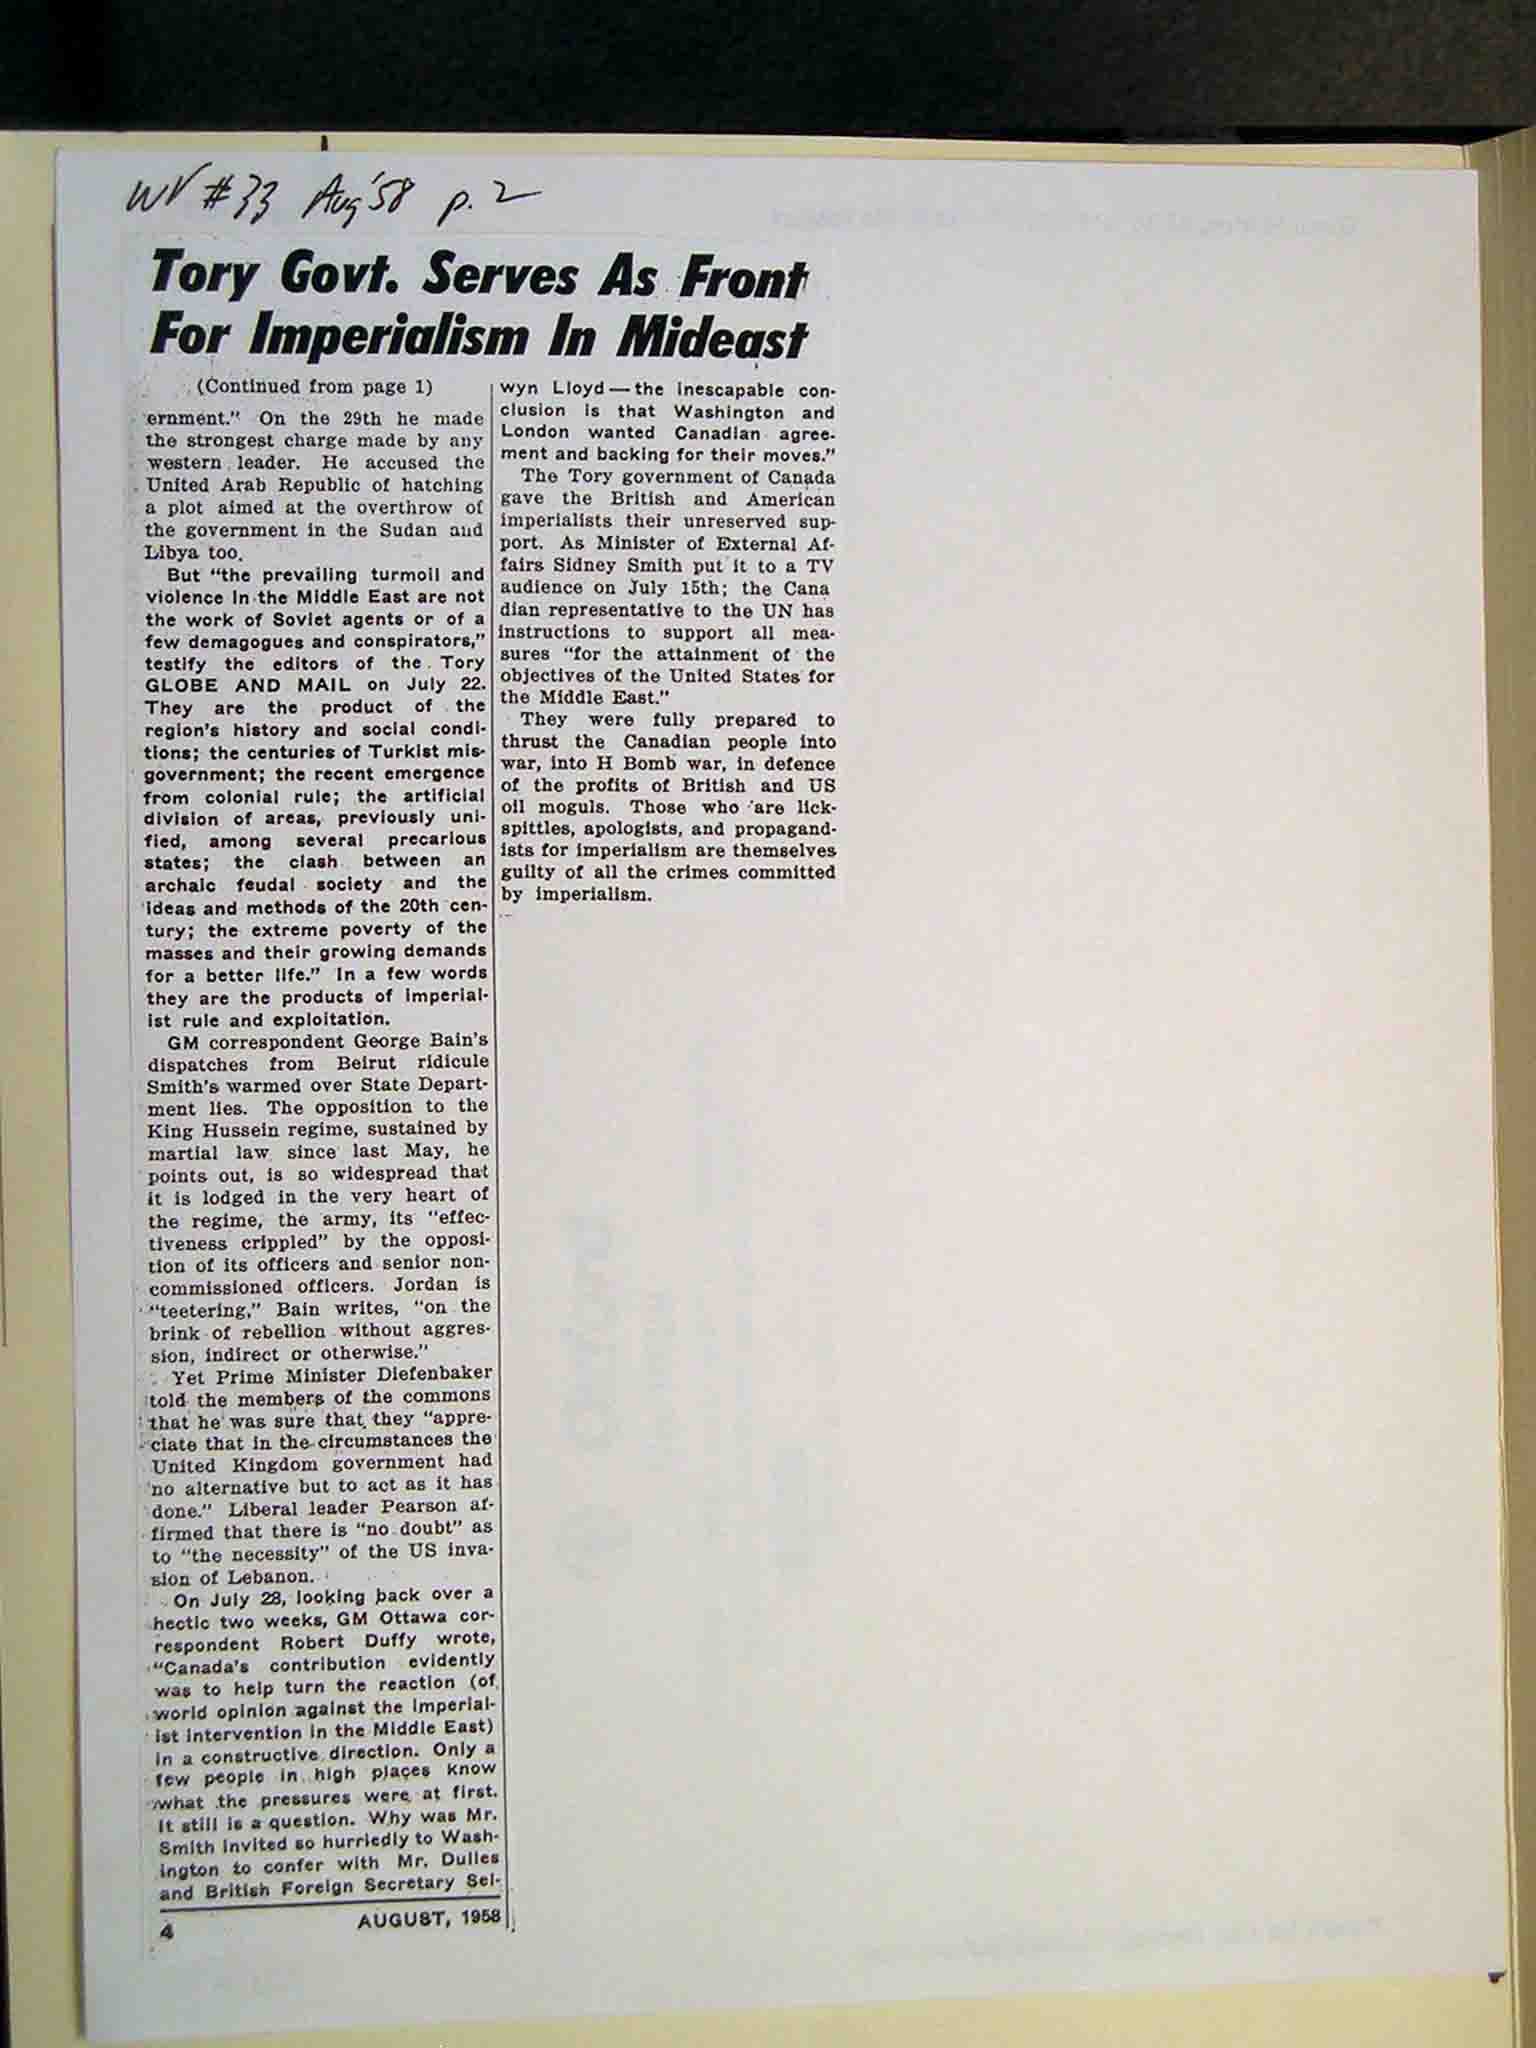 WV #33 Aug '58 p. 2
Tory Govt. Serves As Front
For Imperialism In Mideast
(Continued from page 1)
ernment." On the 29th he made
the strongest charge made by any
western leader. He accused the
United Arab Republic of hatching
a plot aimed at the overthrow of
the government in the Sudan and
Libya too.
But "the prevailing turmoil and
violence in the Middle East are not
the work of Soviet agents or of a
few demagogues and conspirators,"
testify the editors of the Tory
GLOBE AND MAIL on July 22.
They are the product of the
region's history and social condi-
tions; the centuries of Turkist mis-
government; the recent emergence
from colonial rule; the artificial
division of areas, previously uni-
fied, among several precarious
states; the clash between an
archaic feudal society and the
ideas and methods of the 20th cen-
tury; the extreme poverty of the
masses and their growing demands
for a better life." In a few words
they are the products of imperial-
ist rule and exploitation.
GM correspondent George Bain's
dispatches from Beirut ridicule
Smith's warmed over State Depart-
ment lies. The opposition to the
King Hussein regime, sustained by
martial law since last May, he
points out, is so widespread that
it is lodged in the very heart of
the regime, the army, its "effec-
tiveness crippled" by the opposi-
tion of its officers and senior non-
commissioned officers. Jordan is
"teetering," Bain writes, "on the
brink of rebellion without aggres-
sion, indirect or otherwise."
Yet Prime Minister Diefenbaker
told the members of the commons
that he was sure that they "appre-
ciate that in the circumstances the
United Kingdom government had
no alternative but to act as it has
done." Liberal leader Pearson af-
firmed that there is "no doubt" as
to "the necessity" of the US inva-
sion of Lebanon.
On July 28, looking back over a
hectic two weeks, GM Ottawa cor-
respondent Robert Duffy wrote,
"Canada's contribution evidently
was to help turn the reaction (of
world opinion against the imperial-
ist intervention in the Middle East)
in a constructive direction. Only a
few people in high places know
what the pressures were at first.
It still is a question. Why was Mr.
Smith invited so hurriedly to Wash-
ington to confer with Mr. Dulles
and British Foreign Secretary Sel-
4 AUGUST, 1958
wyn Lloyd—the inescapable con-
clusion is that Washington and
London wanted Canadian agree-
ment and backing for their moves."
The Tory government of Canada
gave the British and American
imperialists their unreserved sup-
port. As Minister of External Af-
fairs Sidney Smith put it to a TV
audience on July 15th; the Cana
dian representative to the UN has
instructions to support all mea-
sures "for the attainment of the
objectives of the United States for
the Middle East."
They were fully prepared to
thrust the Canadian people into
war, into H Bomb war, in defence
of the profits of British and US
oil moguls. Those who are lick-
spittles, apologists, and propagand-
ists for imperialism are themselves
guilty of all the crimes committed
by imperialism.